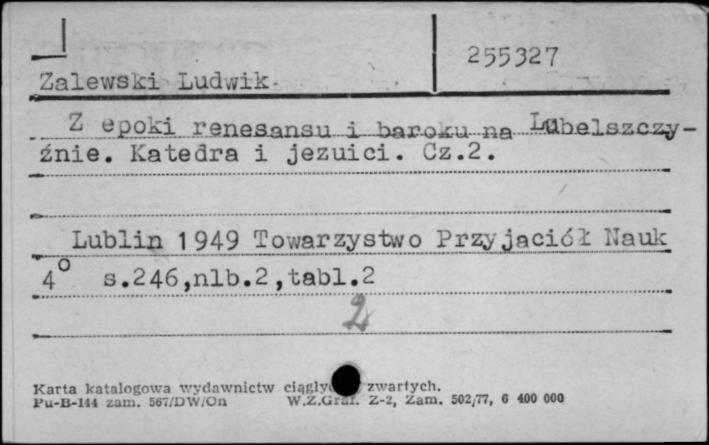 255327
Zalewski Ludwik.
Z epoki renesansu i baroku na Lubelszczy-
źnie. Katedra i jezuici. Cz.2.
Lublin 1949 Towarzystwo Przyjaciół Nauk
4° s.246,nlb.2,tabl.2
2
Karta katalogowa wydawnictw zwartych.
Pu-B-144 zam. 567/DW/On W.Z.Graf. Z-2, Zam. 502/77, 6 400 000